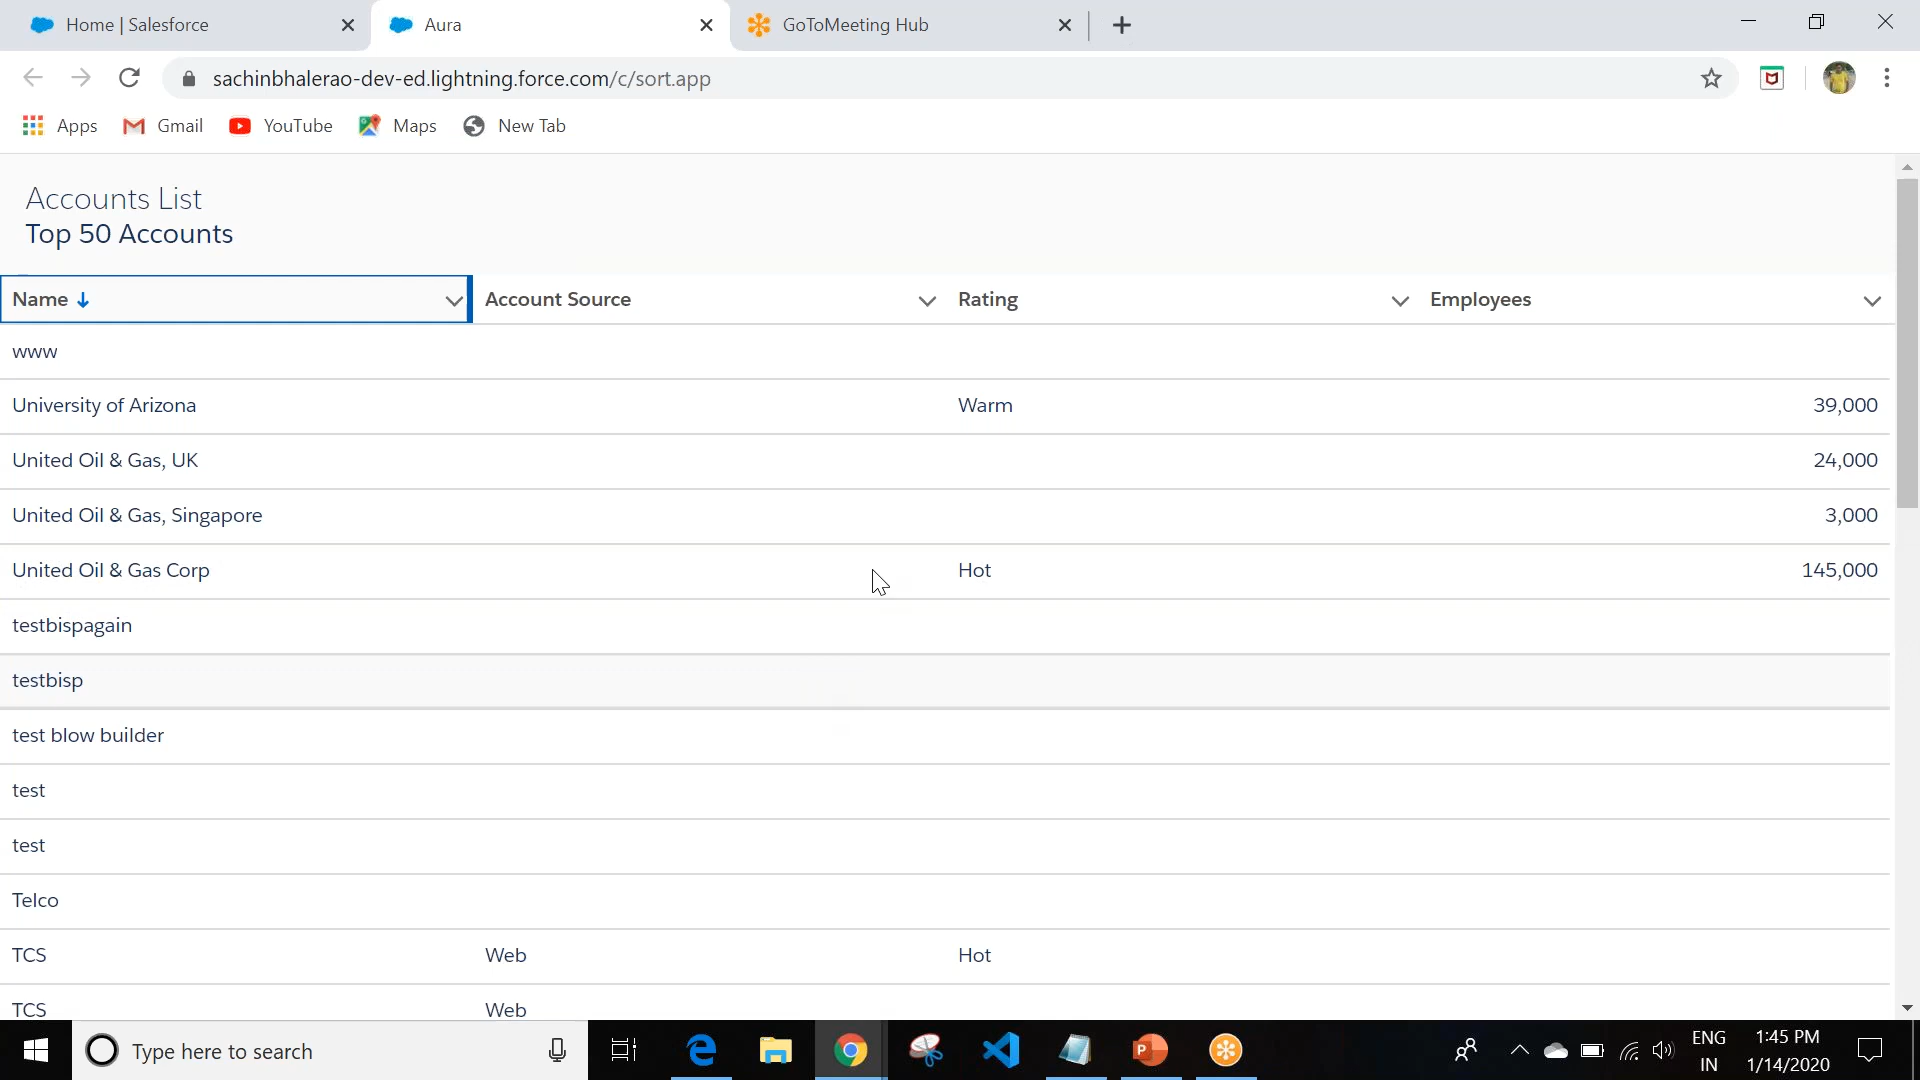 Home | Salesforce
Aura
GoToMeeting Hub
sachinbhalerao-dev-ed.lightning.force.com/c/sort.app
Apps
Gmail
YouTube
Maps
New Tab
Accounts List
Top 50 Accounts
Name
Account Source
Rating
Employees
www
University of Arizona Warm 39,000
United Oil & Gas, UK 24,000
United Oil & Gas, Singapore 3,000
United Oil & Gas Corp Hot 145,000
testbispagain
testbisp
test blow builder
test
test
Telco
TCS Web Hot
TCS Web
Type here to search
ENG
IN
1:45 PM
1/14/2020